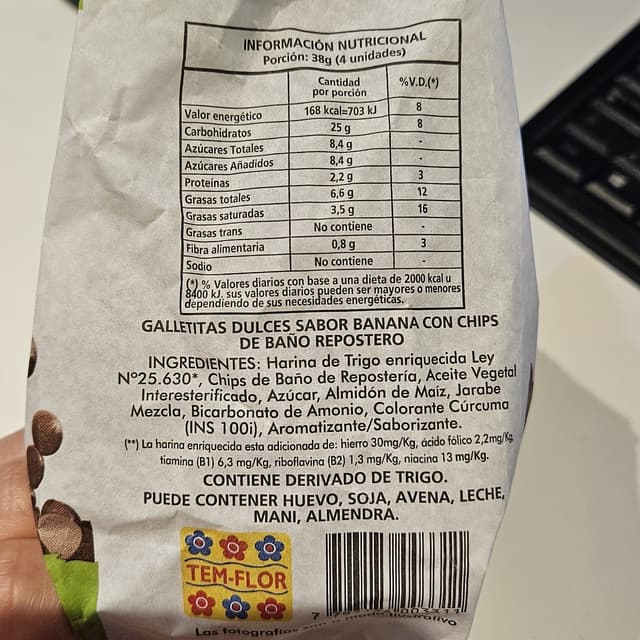 INFORMACIÓN NUTRICIONAL
Porción: 38g (4 unidades)
Cantidad por porción %V.D.(*)
Valor energético 168 kcal=703 kJ 8
Carbohidratos 25 g 8
Azúcares Totales 8,4 g -
Azúcares Añadidos 8,4 g -
Proteínas 2,2 g 3
Grasas totales 6,6 g 12
Grasas saturadas 3,5 g 16
Grasas trans No contiene -
Fibra alimentaria 0,8 g 3
Sodio No contiene -
(*) % Valores diarios con base a una dieta de 2000 kcal u
8400 kJ. sus valores diarios pueden ser mayores o menores
dependiendo de sus necesidades energéticas.
GALLETITAS DULCES SABOR BANANA CON CHIPS
DE BAÑO REPOSTERO
INGREDIENTES: Harina de Trigo enriquecida Ley
Nº25.630*, Chips de Baño de Repostería, Aceite Vegetal
Interesterificado, Azúcar, Almidón de Maíz, Jarabe
Mezcla, Bicarbonato de Amonio, Colorante Cúrcuma
(INS 100i), Aromatizante/Saborizante.
(**) La harina enriquecida esta adicionada de: hierro 30mg/Kg, ácido fólico 2,2mg/Kg
tiamina (B1) 6,3 mg/Kg, riboflavina (B2) 1,3 mg/Kg, niacina 13 mg/Kg.
CONTIENE DERIVADO DE TRIGO.
PUEDE CONTENER HUEVO, SOJA, AVENA, LECHE,
MANI, ALMENDRA.
TEM-FLOR
Las fotografías